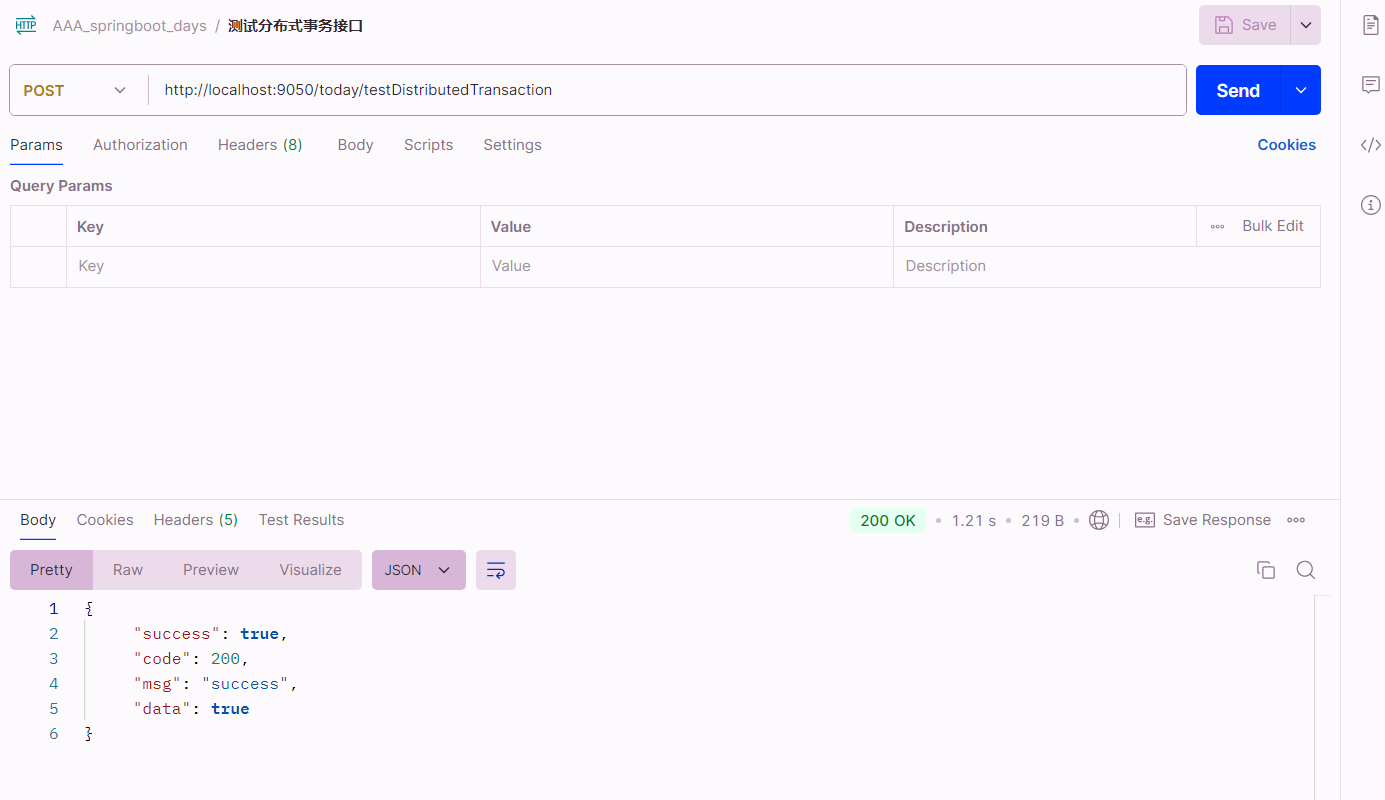 HTTP AAA_springboot_days / 测试分布式事务接口 Save
POST http://localhost:9050/today/testDistributedTransaction Send
Params Authorization Headers (8) Body Scripts Settings Cookies
Query Params
Key Value Description Bulk Edit
Key Value Description
Body Cookies Headers (5) Test Results 200 OK 1.21 s 219 B e.g. Save Response
Pretty Raw Preview Visualize JSON
1 {
2 "success": true,
3 "code": 200,
4 "msg": "success",
5 "data": true
6 }